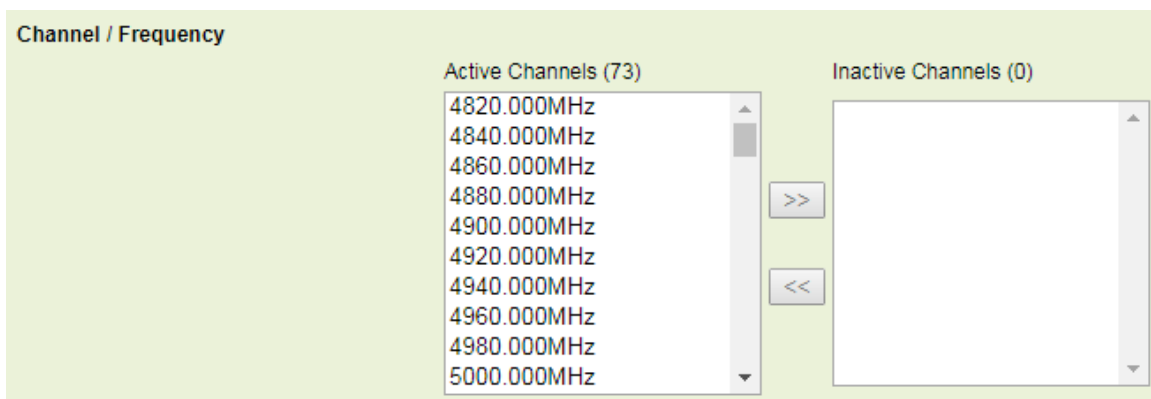 Channel / Frequency
Active Channels (73)
Inactive Channels (0)
4820.000MHz
4840.000MHz
4860.000MHz
4880.000MHz
4900.000MHz
4920.000MHz
4940.000MHz
4960.000MHz
4980.000MHz
5000.000MHz
>>
<<